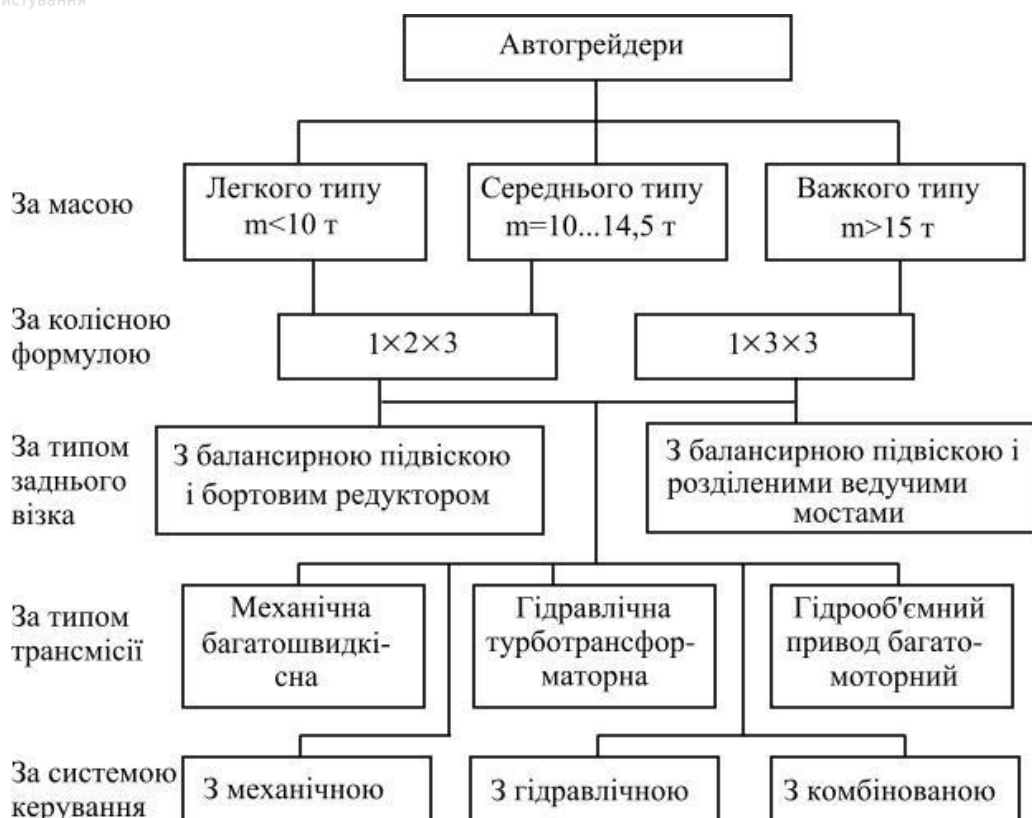 Автогрейдери
За масою
Легкого типу
m<10 т
Середнього типу
m=10...14,5 т
Важкого типу
m>15 т
За колісною
формулою
1×2×3
1×3×3
За типом
заднього
візка
З балансирною підвіскою
і бортовим редуктором
З балансирною підвіскою і
розділеними ведучими
мостами
За типом
трансмісії
Механічна
багатошвидкі-
сна
Гідравлічна
турботрансфор-
маторна
Гідрооб'ємний
привод багато-
моторний
За системою
керування
З механічною
З гідравлічною
З комбінованою